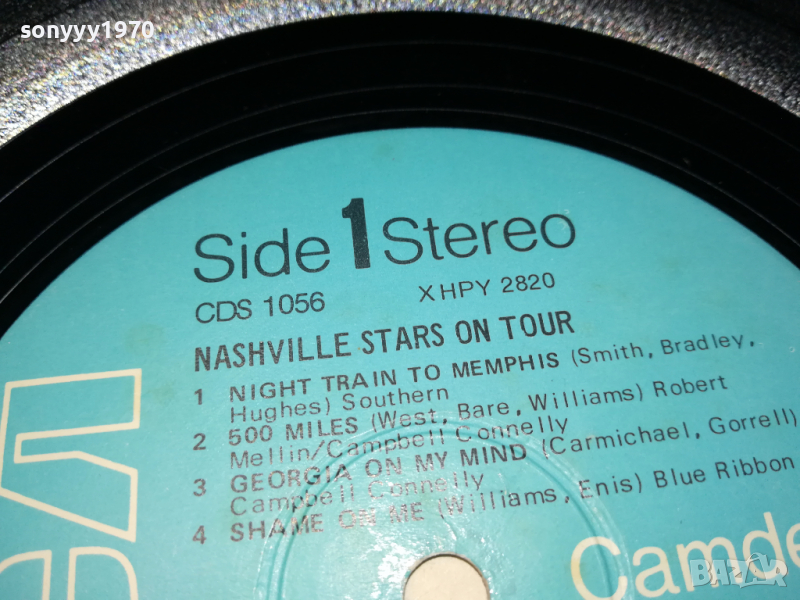 sonyyy1970
Side 1 Stereo
CDS 1056 XHPY 2820
NASHVILLE STARS ON TOUR
1 NIGHT TRAIN TO MEMPHIS (Smith, Bradley,
Hughes) Southern
2 500 MILES (West, Bare, Williams) Robert
Mellin/Campbell Connelly
3 GEORGIA ON MY MIND (Carmichael, Gorrell)
Campbell Connelly
4 SHAME ON ME (Williams, Enis) Blue Ribbon
Camde
BAZAR